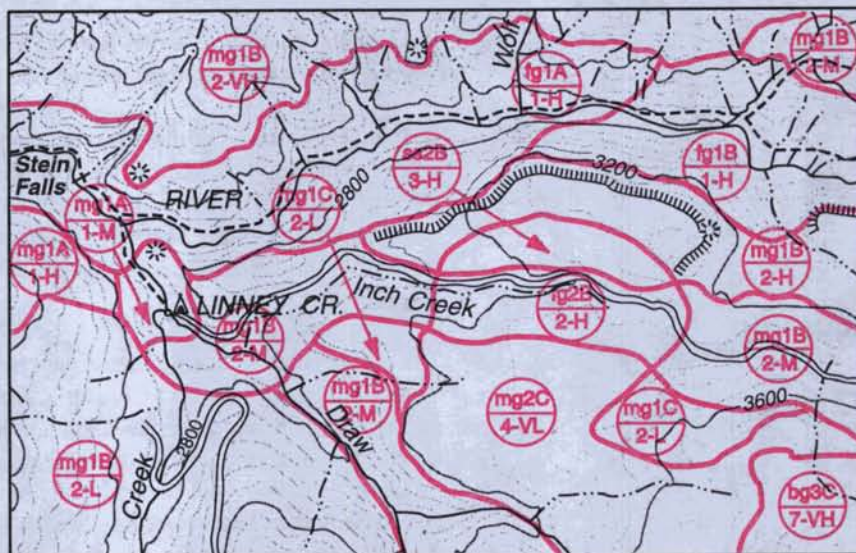 mg1B
2-VH
Wolf
fg1A
1-H
mg1B
2-M
Stein
Falls
RIVER
mg1A
1-M
mg1C
2-L
2800
3-H
3200
fg1B
1-H
mg1A
1-H
mg1B
2-H
LINNEY CR.
Inch Creek
fg2B
2-H
mg1B
2-M
mg1B
2-M
mg1B
2-M
Draw
mg2C
4-VL
mg1C
2-L
3600
mg1B
2-L
Creek
2800
bg3C
7-VH